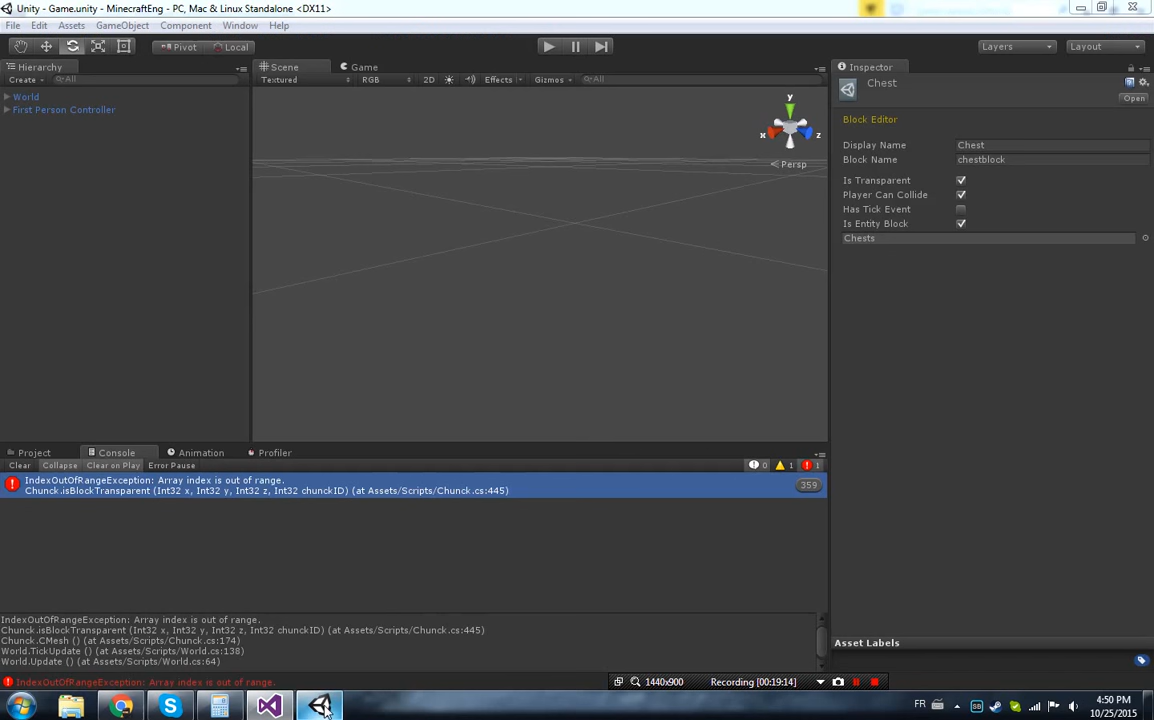 Unity - Game.unity - MinecraftEng - PC, Mac & Linux Standalone <DX11>
File Edit Assets GameObject Component Window Help
Pivot Local Layers Layout
Hierarchy
Create All
World
First Person Controller
Scene Game
Textured RGB 2D Effects Gizmos All
y
x
z
Persp
Inspector
Chest
Open
Block Editor
Display Name Chest
Block Name chestblock
Is Transparent
Player Can Collide
Has Tick Event
Is Entity Block
Chests
Project Console Animation Profiler
Clear Collapse Clear on Play Error Pause 0 1 1
IndexOutOfRangeException: Array index is out of range.
Chunck.isBlockTransparent (Int32 x, Int32 y, Int32 z, Int32 chunckID) (at Assets/Scripts/Chunck.cs:445)
359
IndexOutOfRangeException: Array index is out of range.
Chunck.isBlockTransparent (Int32 x, Int32 y, Int32 z, Int32 chunckID) (at Assets/Scripts/Chunck.cs:445)
Chunck.CMesh () (at Assets/Scripts/Chunck.cs:174)
World.TickUpdate () (at Assets/Scripts/World.cs:138)
World.Update () (at Assets/Scripts/World.cs:64)
Asset Labels
IndexOutOfRangeException: Array index is out of range.
1440x900 Recording [00:19:14]
FR
4:50 PM
10/25/2015